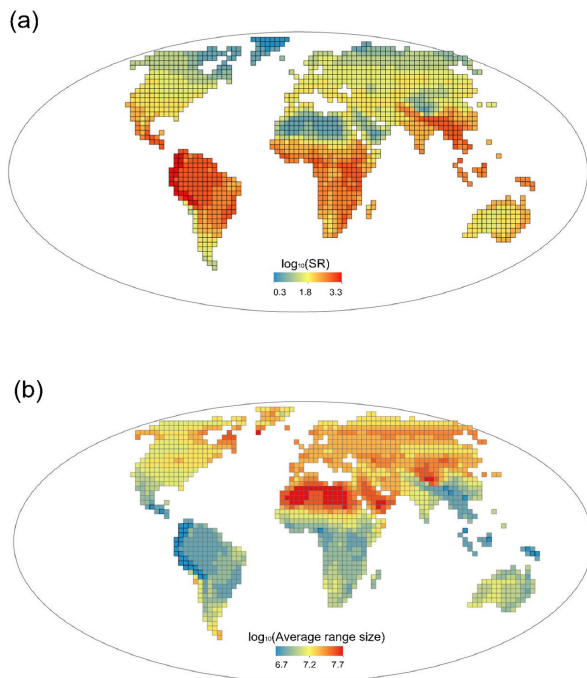 (a)
log₁₀(SR)
0.3 1.8 3.3
(b)
log₁₀(Average range size)
6.7 7.2 7.7